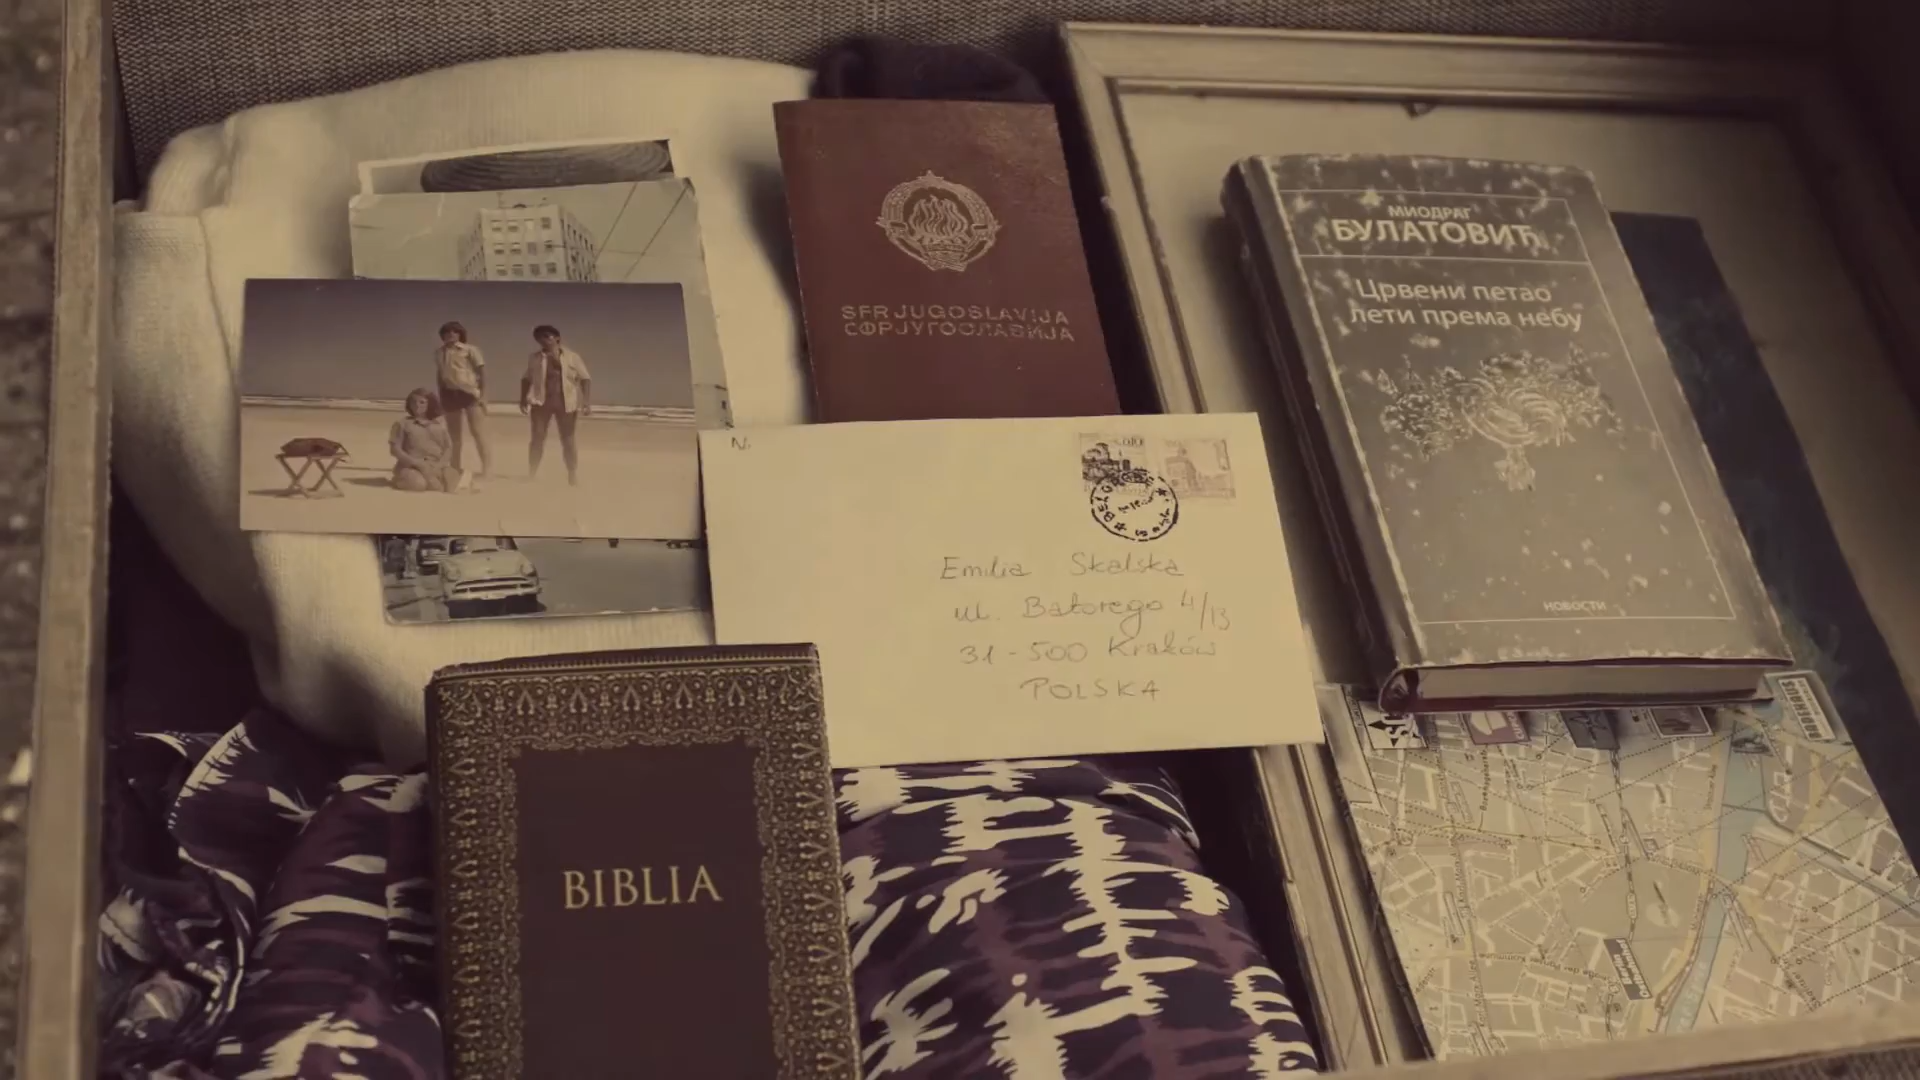 SFR JUGOSLAVIJA
СФР ЈУГОСЛАВИЈА
МИОДРАГ
БУЛАТОВИЋ
Црвени петао
лети према небу
НОВОСТИ
N.
BEOGRAD
Emilia Skalska
ul. Batorego 4/13
31-500 Kraków
POLSKA
BIBLIA